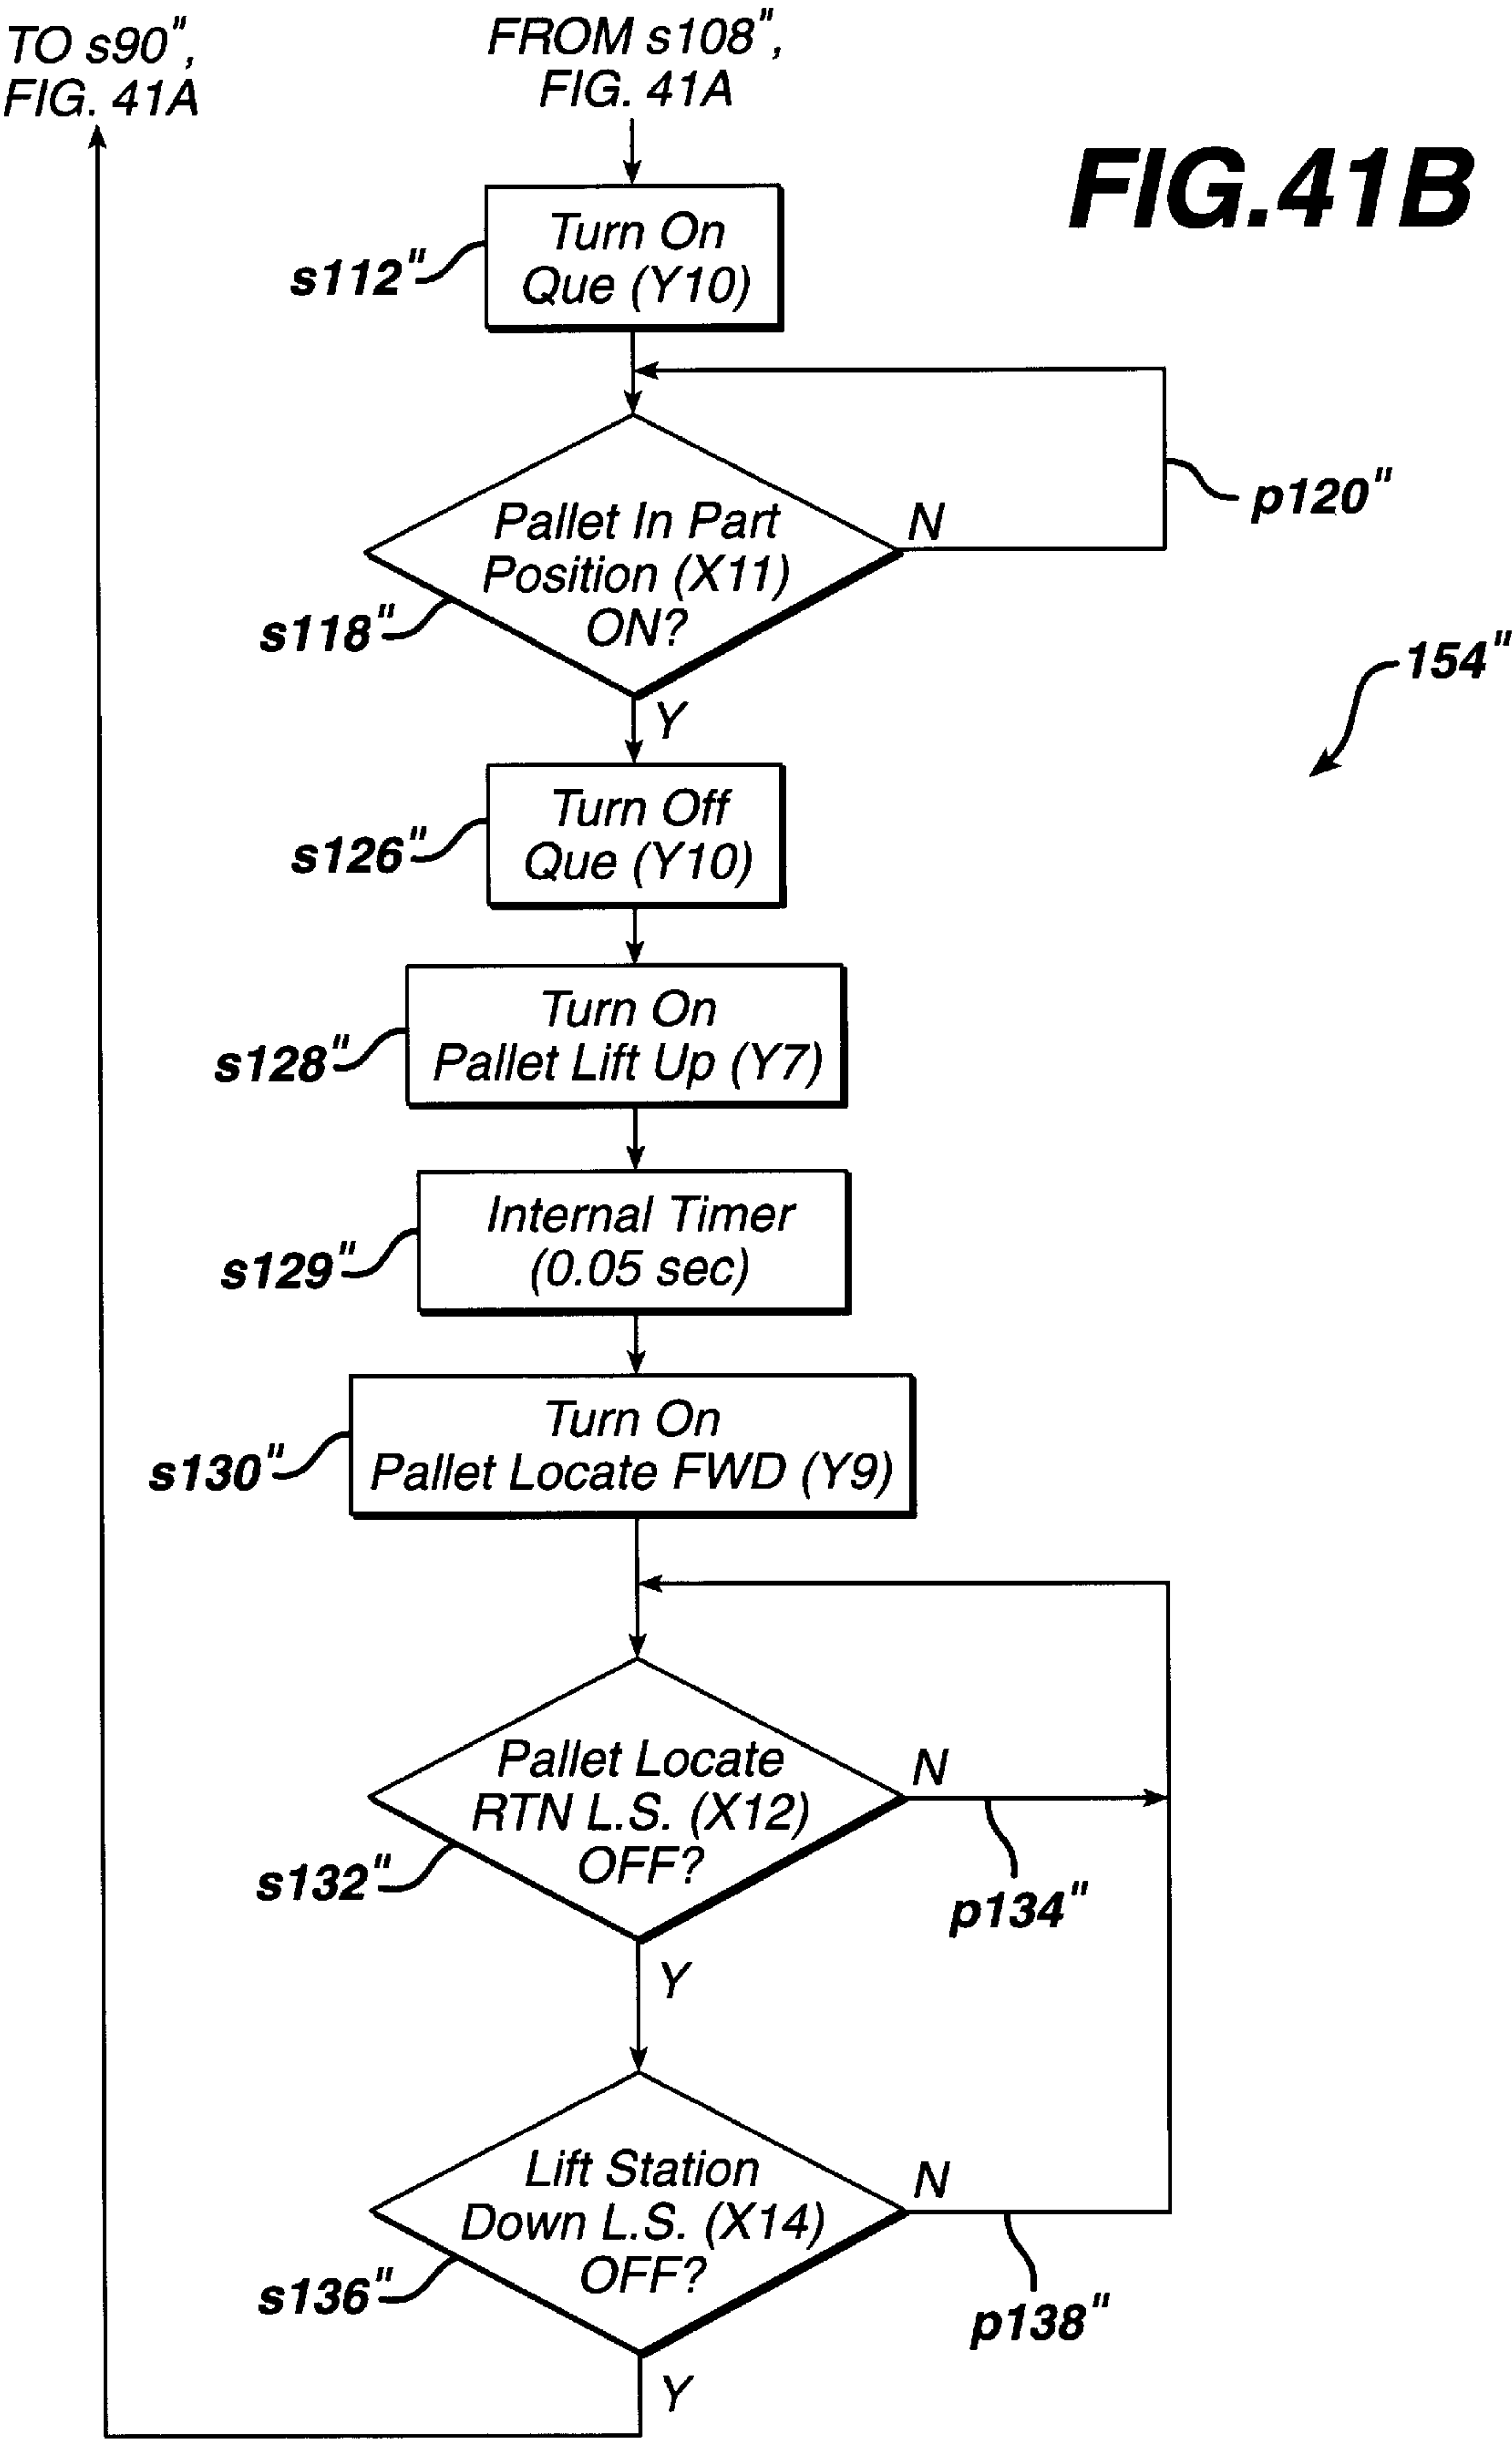 TO s90",
FIG. 41A
FROM s108",
FIG. 41A
FIG.41B
Turn On
Que (Y10)
s112"
Pallet In Part
Position (X11)
ON?
N
p120"
s118"
154"
Y
Turn Off
Que (Y10)
s126"
Turn On
Pallet Lift Up (Y7)
s128"
Internal Timer
(0.05 sec)
s129"
Turn On
Pallet Locate FWD (Y9)
s130"
Pallet Locate
RTN L.S. (X12)
OFF?
N
s132"
p134"
Y
Lift Station
Down L.S. (X14)
OFF?
N
s136"
p138"
Y